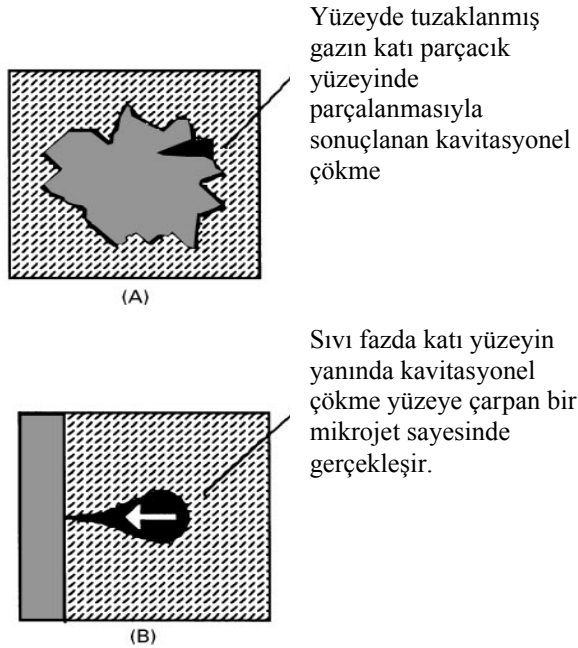 Yüzeyde tuzaklanmış
gazın katı parçacık
yüzeyinde
parçalanmasıyla
sonuçlanan kavitasyonel
çökme
(A)
Sıvı fazda katı yüzeyin
yanında kavitasyonel
çökme yüzeye çarpan bir
mikrojet sayesinde
gerçekleşir.
(B)